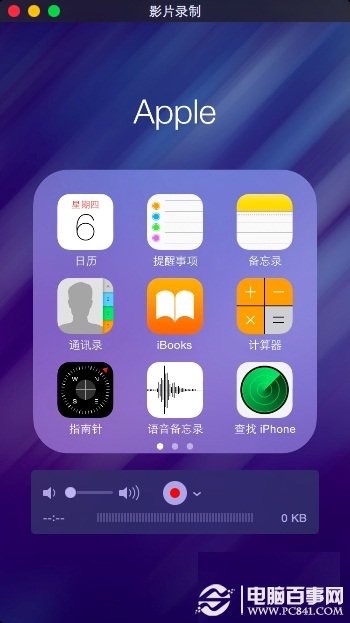 影片录制
Apple
星期四
6
日历
提醒事项
备忘录
通讯录
iBooks
计算器
W
指南针
语音备忘录
查找 iPhone
--:--
0 KB
电脑百事网
WWW.PC841.COM